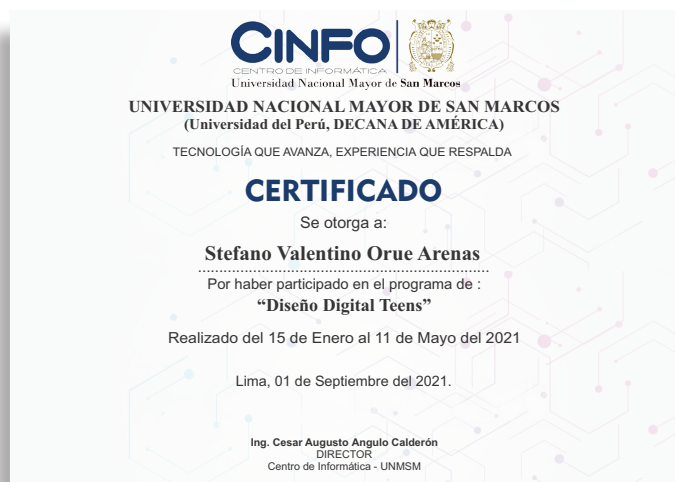 CINFO
CENTRO DE INFORMÁTICA
Universidad Nacional Mayor de San Marcos
UNIVERSIDAD NACIONAL MAYOR DE SAN MARCOS
(Universidad del Perú, DECANA DE AMÉRICA)
TECNOLOGÍA QUE AVANZA, EXPERIENCIA QUE RESPALDA
CERTIFICADO
Se otorga a:
Stefano Valentino Orue Arenas
Por haber participado en el programa de :
“Diseño Digital Teens”
Realizado del 15 de Enero al 11 de Mayo del 2021
Lima, 01 de Septiembre del 2021.
Ing. Cesar Augusto Angulo Calderón
DIRECTOR
Centro de Informática - UNMSM